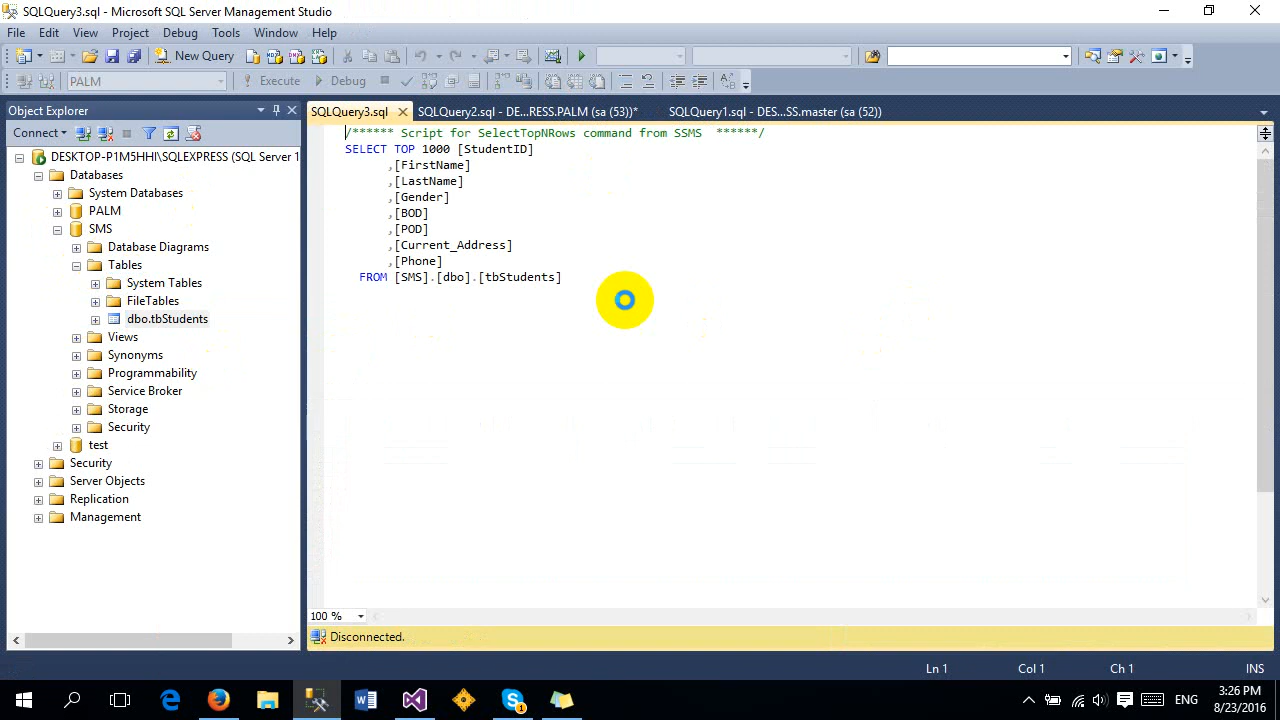 SQLQuery3.sql - Microsoft SQL Server Management Studio
File Edit View Project Debug Tools Window Help
New Query
PALM Execute Debug
Object Explorer
SQLQuery3.sql SQLQuery2.sql - DE...RESS.PALM (sa (53))* SQLQuery1.sql - DES...SS.master (sa (52))
Connect
DESKTOP-P1M5HHI\SQLEXPRESS (SQL Server 1
Databases
System Databases
PALM
SMS
Database Diagrams
Tables
System Tables
FileTables
dbo.tbStudents
Views
Synonyms
Programmability
Service Broker
Storage
Security
test
Security
Server Objects
Replication
Management
/****** Script for SelectTopNRows command from SSMS ******/
SELECT TOP 1000 [StudentID]
,[FirstName]
,[LastName]
,[Gender]
,[BOD]
,[POD]
,[Current_Address]
,[Phone]
FROM [SMS].[dbo].[tbStudents]
100 %
Disconnected.
Ln 1 Col 1 Ch 1 INS
1
ENG
3:26 PM
8/23/2016